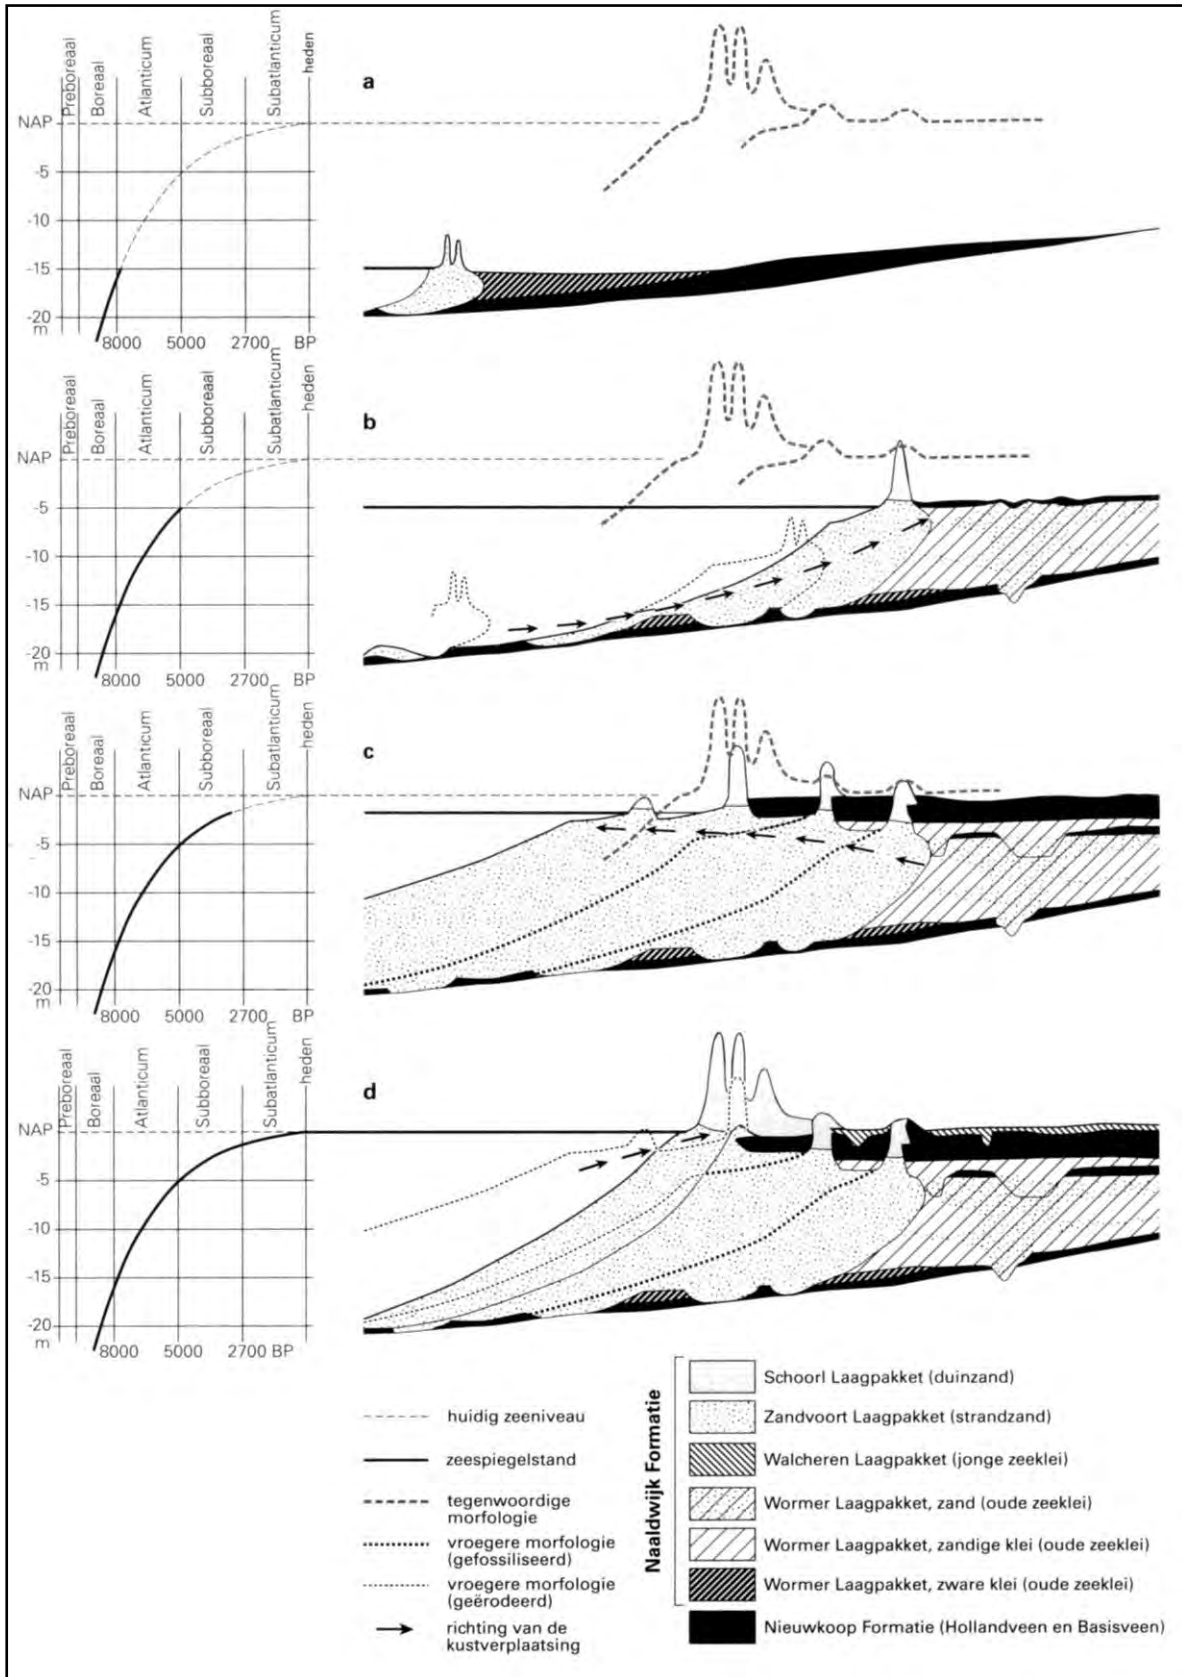 Preboreaal
Boreaal
Atlanticum
Subboreaal
Subatlanticum
heden
a
NAP
-5
-10
-15
-20
m
8000 5000 2700 BP
Preboreaal
Boreaal
Atlanticum
Subboreaal
Subatlanticum
heden
b
NAP
-5
-10
-15
-20
m
8000 5000 2700 BP
Preboreaal
Boreaal
Atlanticum
Subboreaal
Subatlanticum
heden
c
NAP
-5
-10
-15
-20
m
8000 5000 2700 BP
Preboreaal
Boreaal
Atlanticum
Subboreaal
Subatlanticum
heden
d
NAP
-5
-10
-15
-20
m
8000 5000 2700 BP
huidig zeeniveau
zeespiegelstand
tegenwoordige
morfologie
vroegere morfologie
(gefossiliseerd)
vroegere morfologie
(geërodeerd)
richting van de
kustverplaatsing
Naaldwijk Formatie
Schoorl Laagpakket (duinzand)
Zandvoort Laagpakket (strandzand)
Walcheren Laagpakket (jonge zeeklei)
Wormer Laagpakket, zand (oude zeeklei)
Wormer Laagpakket, zandige klei (oude zeeklei)
Wormer Laagpakket, zware klei (oude zeeklei)
Nieuwkoop Formatie (Hollandveen en Basisveen)